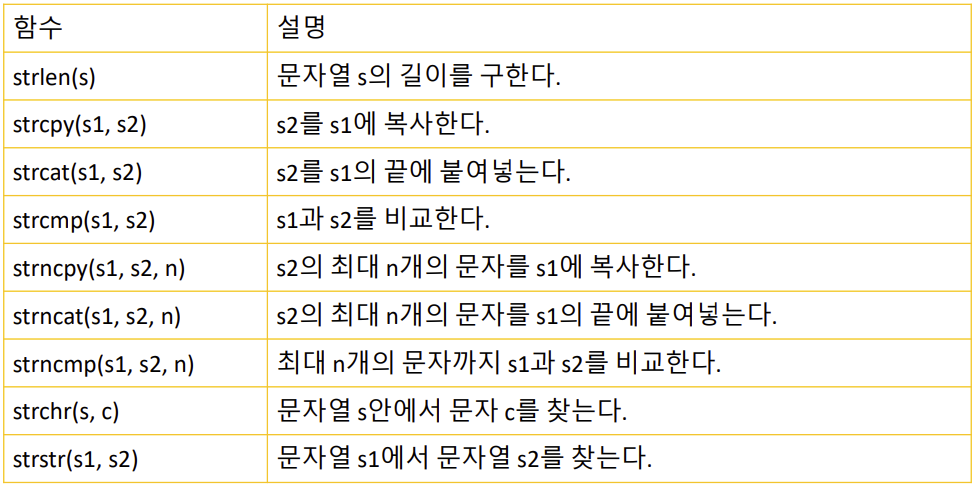 함수 설명
strlen(s) 문자열 s의 길이를 구한다.
strcpy(s1, s2) s2를 s1에 복사한다.
strcat(s1, s2) s2를 s1의 끝에 붙여넣는다.
strcmp(s1, s2) s1과 s2를 비교한다.
strncpy(s1, s2, n) s2의 최대 n개의 문자를 s1에 복사한다.
strncat(s1, s2, n) s2의 최대 n개의 문자를 s1의 끝에 붙여넣는다.
strncmp(s1, s2, n) 최대 n개의 문자까지 s1과 s2를 비교한다.
strchr(s, c) 문자열 s안에서 문자 c를 찾는다.
strstr(s1, s2) 문자열 s1에서 문자열 s2를 찾는다.